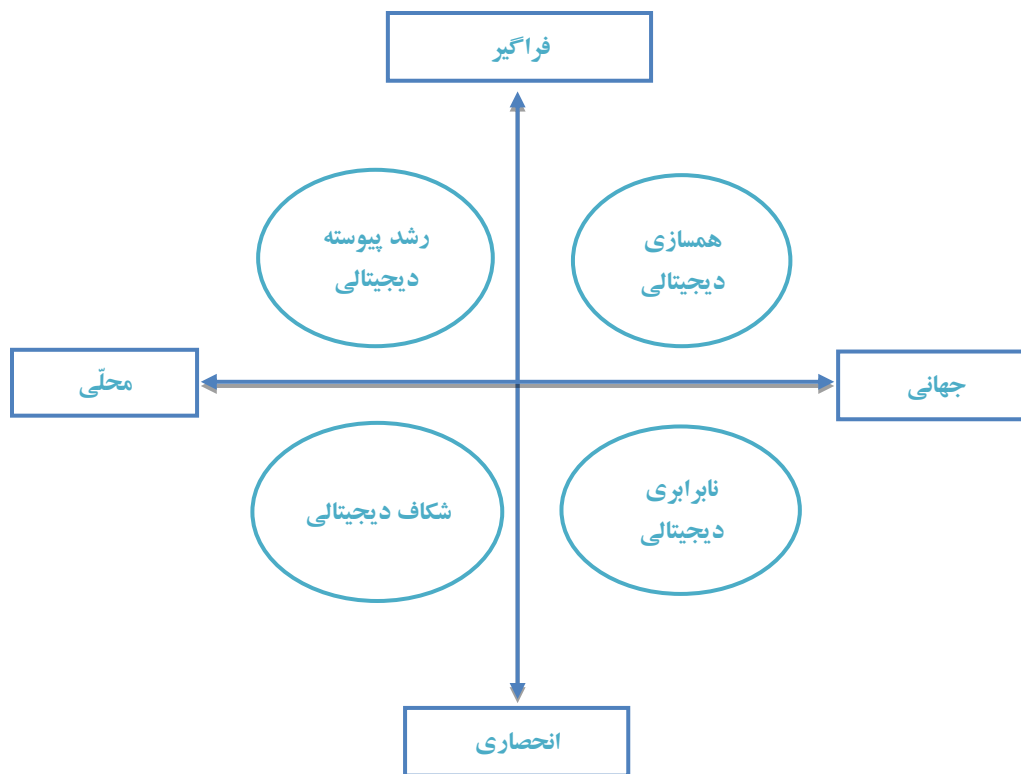 فراگیر
همسازی
دیجیتالی
رشد پیوسته
دیجیتالی
جهانی
محلّی
نابرابری
دیجیتالی
شکاف دیجیتالی
انحصاری